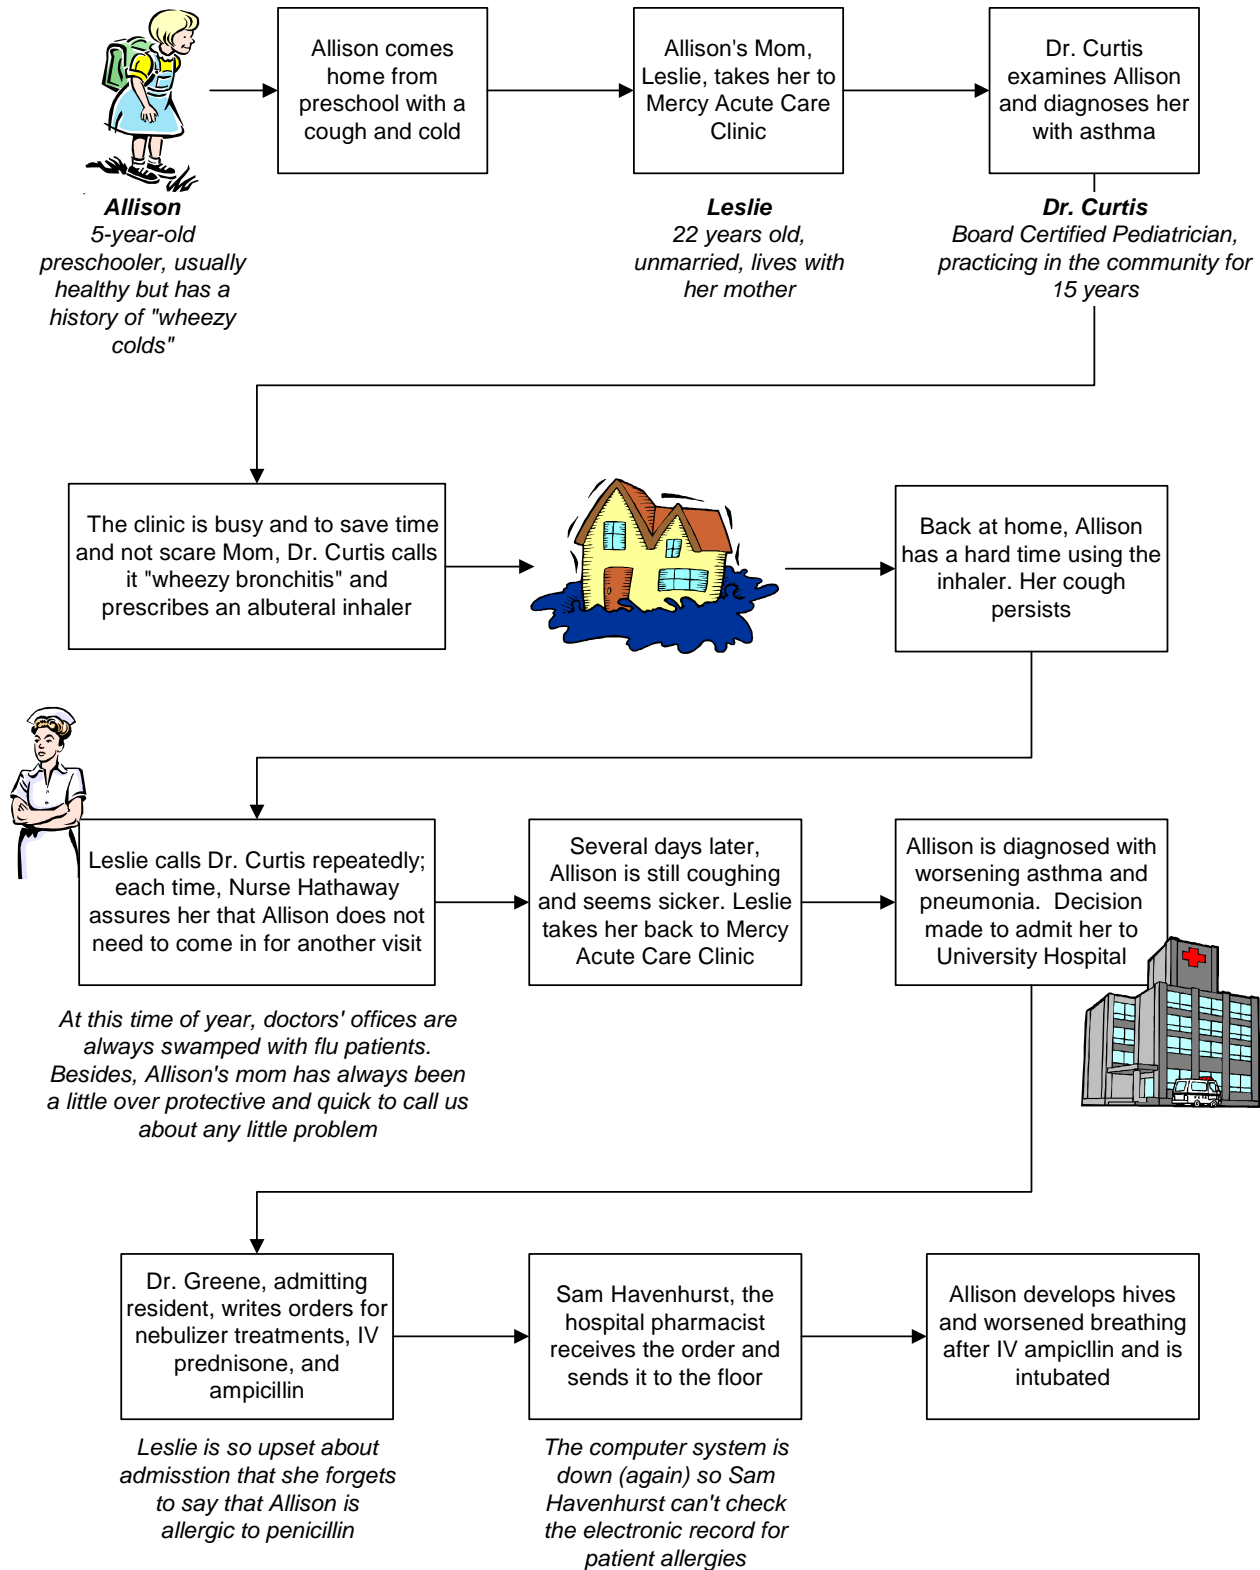 Allison comes
home from
preschool with a
cough and cold
Allison's Mom,
Leslie, takes her to
Mercy Acute Care
Clinic
Dr. Curtis
examines Allison
and diagnoses her
with asthma
Allison
5-year-old
preschooler, usually
healthy but has a
history of "wheezy
colds"
Leslie
22 years old,
unmarried, lives with
her mother
Dr. Curtis
Board Certified Pediatrician,
practicing in the community for
15 years
The clinic is busy and to save time
and not scare Mom, Dr. Curtis calls
it "wheezy bronchitis" and
prescribes an albuteral inhaler
Back at home, Allison
has a hard time using the
inhaler. Her cough
persists
Leslie calls Dr. Curtis repeatedly;
each time, Nurse Hathaway
assures her that Allison does not
need to come in for another visit
Several days later,
Allison is still coughing
and seems sicker. Leslie
takes her back to Mercy
Acute Care Clinic
Allison is diagnosed with
worsening asthma and
pneumonia.  Decision
made to admit her to
University Hospital
At this time of year, doctors' offices are
always swamped with flu patients.
Besides, Allison's mom has always been
a little over protective and quick to call us
about any little problem
Dr. Greene, admitting
resident, writes orders for
nebulizer treatments, IV
prednisone, and
ampicillin
Sam Havenhurst, the
hospital pharmacist
receives the order and
sends it to the floor
Allison develops hives
and worsened breathing
after IV ampicllin and is
intubated
Leslie is so upset about
admisstion that she forgets
to say that Allison is
allergic to penicillin
The computer system is
down (again) so Sam
Havenhurst can't check
the electronic record for
patient allergies